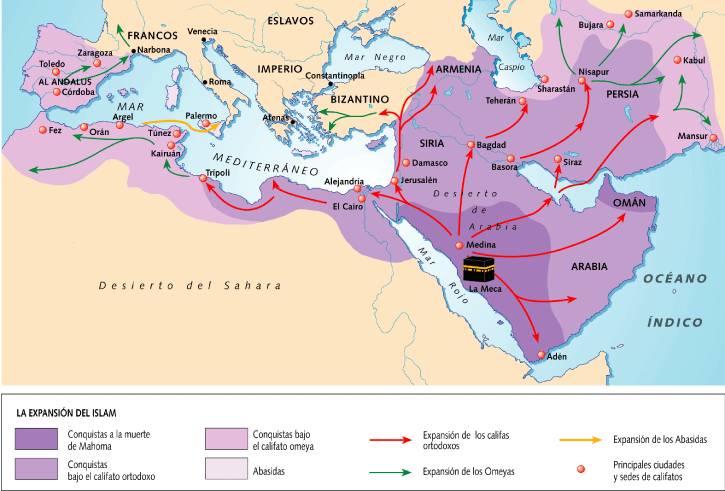 ESLAVOS
FRANCOS
Venecia
Narbona
Zaragoza
Toledo
AL ANDALUS
Córdoba
Roma
IMPERIO
Constantinopla
BIZANTINO
Atenas
Mar Negro
Mar
Caspio
ARMENIA
Samarkanda
Bujara
Kabul
Nisapur
Sharastán
PERSIA
Teherán
Mansur
MAR
MEDITERRÁNEO
Argel
Palermo
Fez
Orán
Túnez
Kairuán
Trípoli
SIRIA
Bagdad
Damasco
Basora
Siraz
Alejandría
Jerusalén
El Cairo
Desierto
de
Arabia
OMÁN
Medina
La Meca
ARABIA
Mar
Rojo
Adén
OCÉANO
ÍNDICO
Desierto del Sahara
LA EXPANSIÓN DEL ISLAM
Conquistas a la muerte
de Mahoma
Conquistas
bajo el califato ortodoxo
Conquistas bajo
el califato omeya
Abasidas
Expansión de los califas
ortodoxos
Expansión de los Omeyas
Expansión de los Abasidas
Principales ciudades
y sedes de califatos